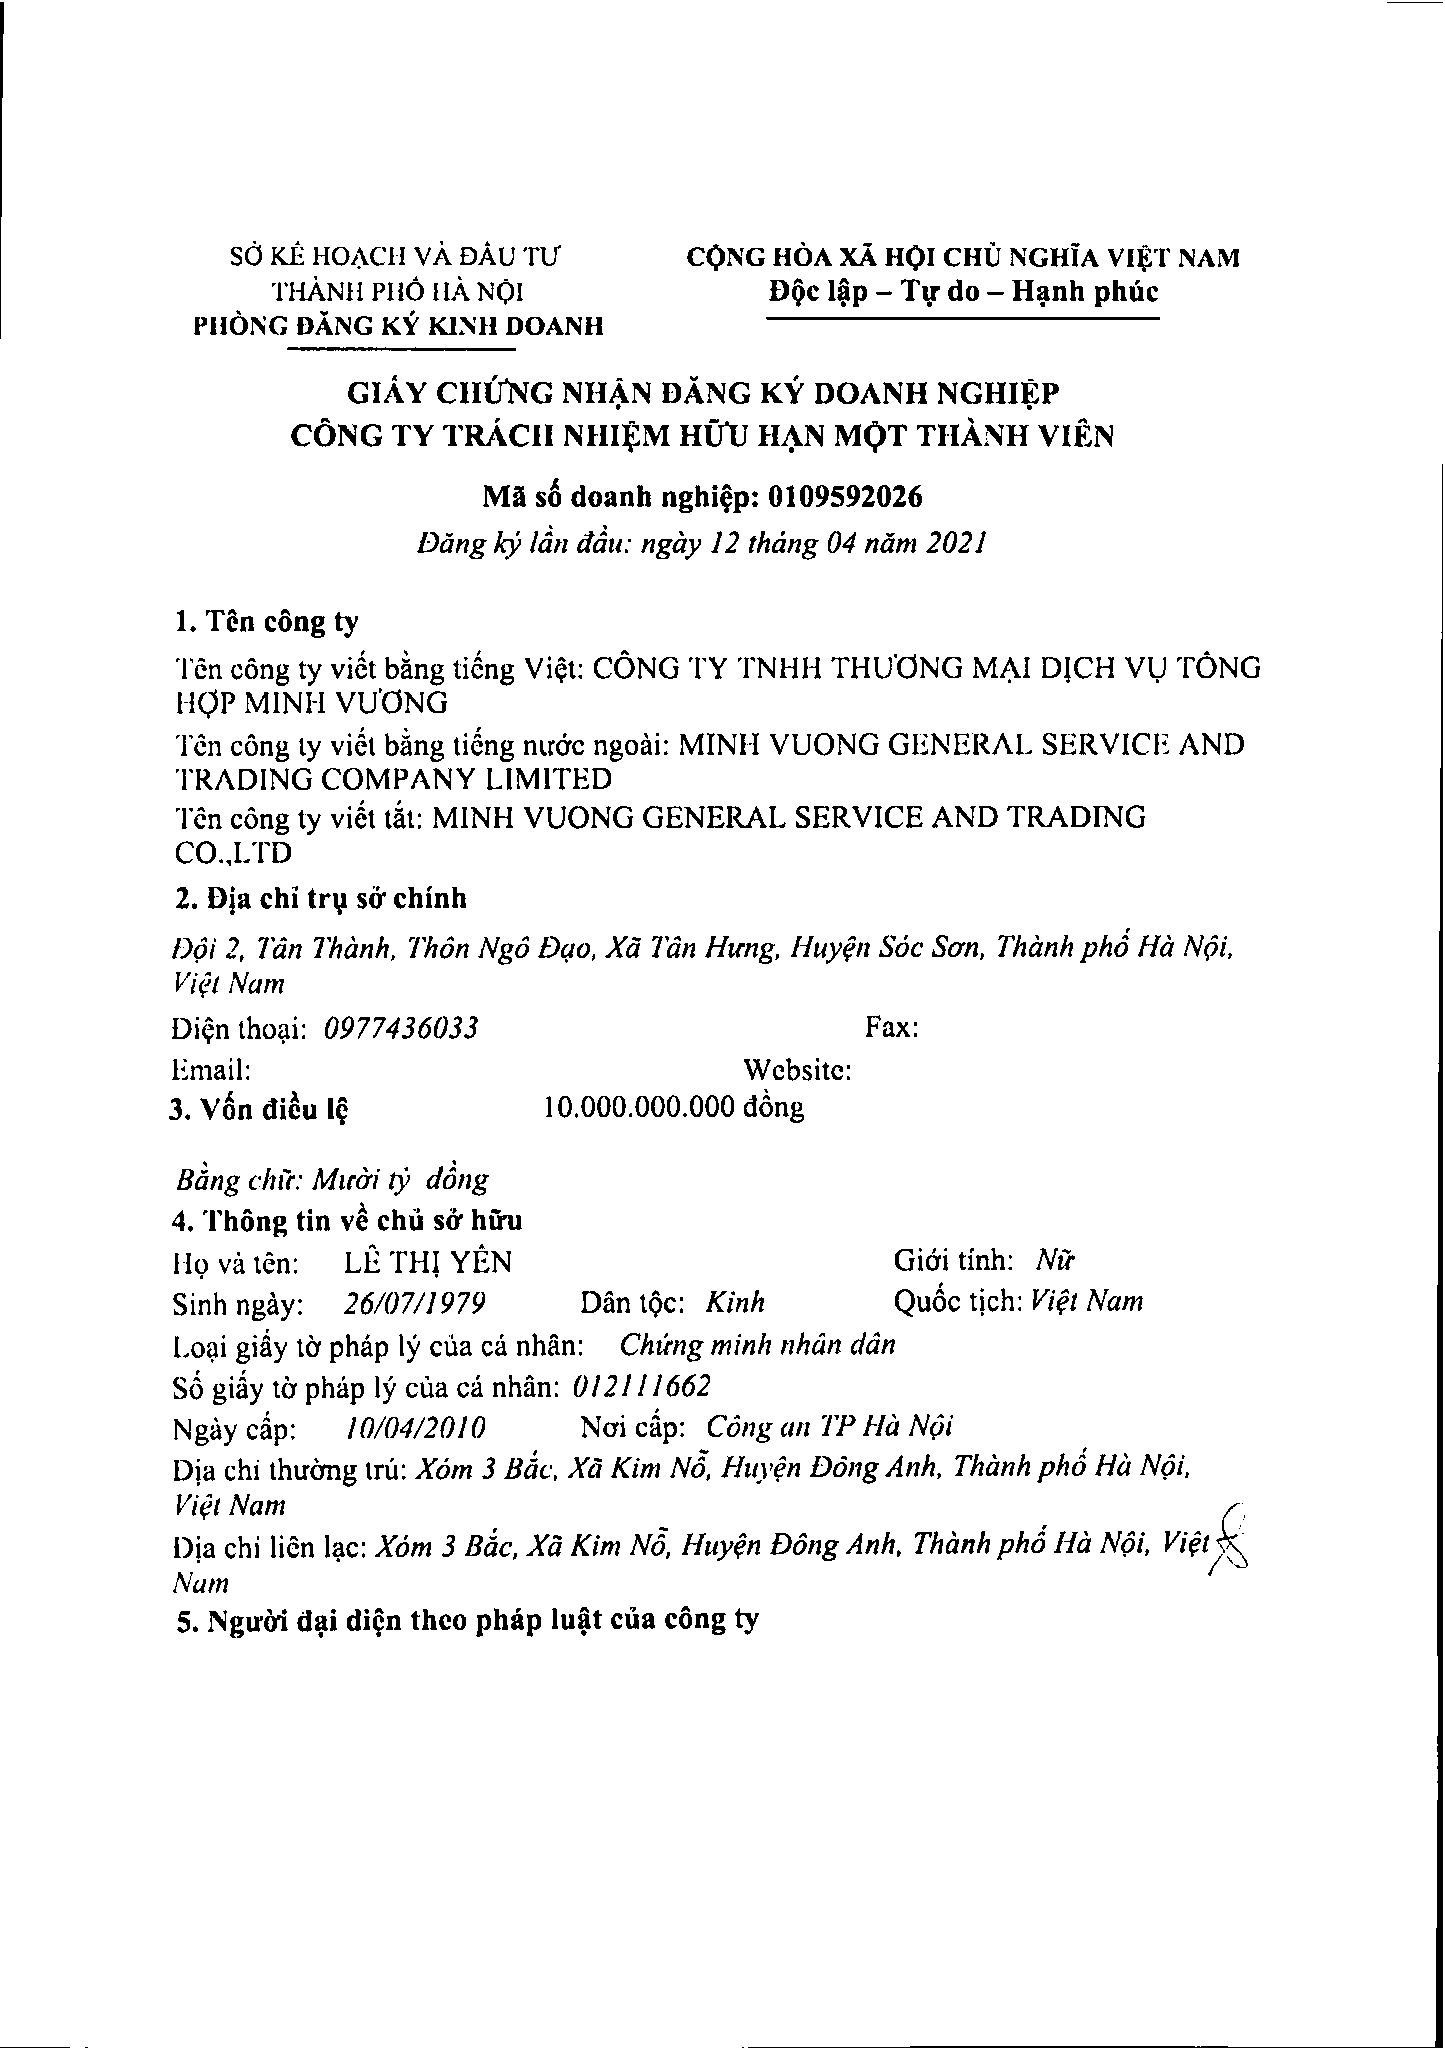 SỞ KẾ HOẠCH VÀ ĐẦU TƯ
THÀNH PHỐ HÀ NỘI
PHÒNG ĐĂNG KÝ KINH DOANH
CỘNG HÒA XÃ HỘI CHỦ NGHĨA VIỆT NAM
Độc lập – Tự do – Hạnh phúc
GIẤY CHỨNG NHẬN ĐĂNG KÝ DOANH NGHIỆP
CÔNG TY TRÁCH NHIỆM HỮU HẠN MỘT THÀNH VIÊN
Mã số doanh nghiệp: 0109592026
Đăng ký lần đầu: ngày 12 tháng 04 năm 2021
1. Tên công ty
Tên công ty viết bằng tiếng Việt: CÔNG TY TNHH THƯƠNG MẠI DỊCH VỤ TỔNG
HỢP MINH VƯƠNG
Tên công ty viết bằng tiếng nước ngoài: MINH VUONG GENERAL SERVICE AND
TRADING COMPANY LIMITED
Tên công ty viết tắt: MINH VUONG GENERAL SERVICE AND TRADING
CO.,LTD
2. Địa chỉ trụ sở chính
Đội 2, Tân Thành, Thôn Ngô Đạo, Xã Tân Hưng, Huyện Sóc Sơn, Thành phố Hà Nội,
Việt Nam
Điện thoại: 0977436033 Fax:
Email: Website:
3. Vốn điều lệ 10.000.000.000 đồng
Bằng chữ: Mười tỷ đồng
4. Thông tin về chủ sở hữu
Họ và tên: LÊ THỊ YÊN Giới tính: Nữ
Sinh ngày: 26/07/1979 Dân tộc: Kinh Quốc tịch: Việt Nam
Loại giấy tờ pháp lý của cá nhân: Chứng minh nhân dân
Số giấy tờ pháp lý của cá nhân: 012111662
Ngày cấp: 10/04/2010 Nơi cấp: Công an TP Hà Nội
Địa chỉ thường trú: Xóm 3 Bắc, Xã Kim Nỗ, Huyện Đông Anh, Thành phố Hà Nội,
Việt Nam
Địa chỉ liên lạc: Xóm 3 Bắc, Xã Kim Nỗ, Huyện Đông Anh, Thành phố Hà Nội, Việt
Nam
5. Người đại diện theo pháp luật của công ty